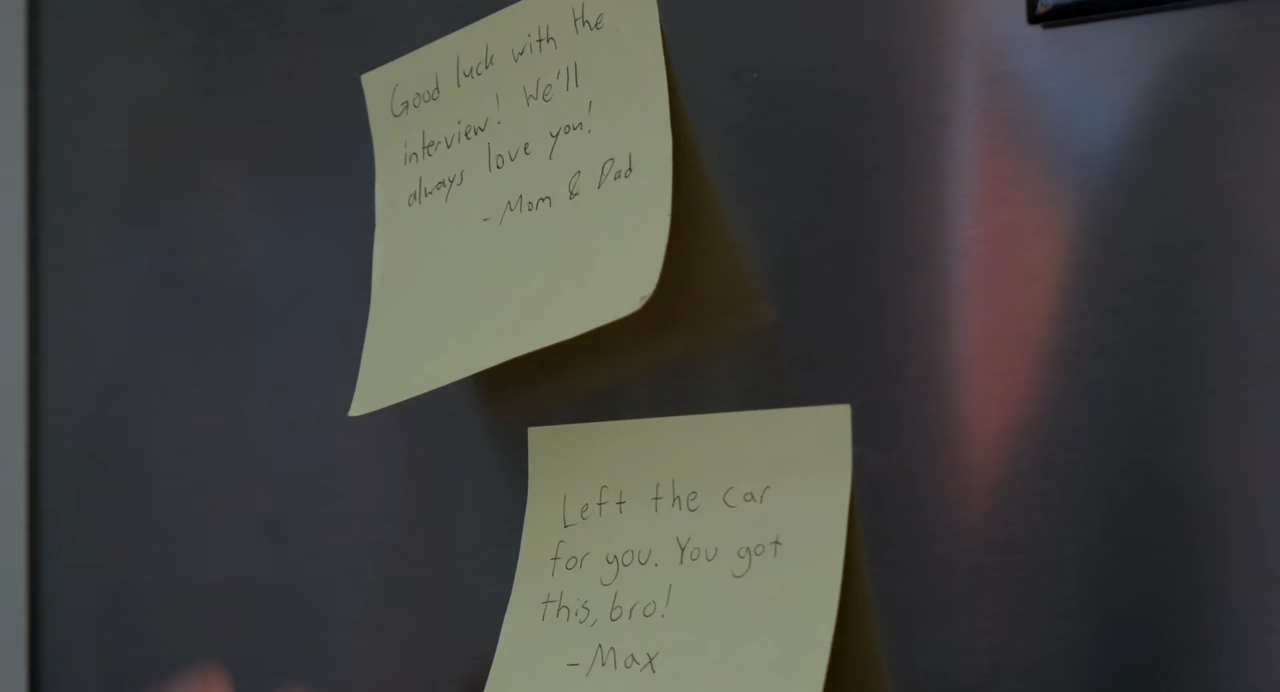 Good luck with the
interview! We'll
always love you!
- Mom & Dad
Left the car
for you. You got
this, bro!
- Max